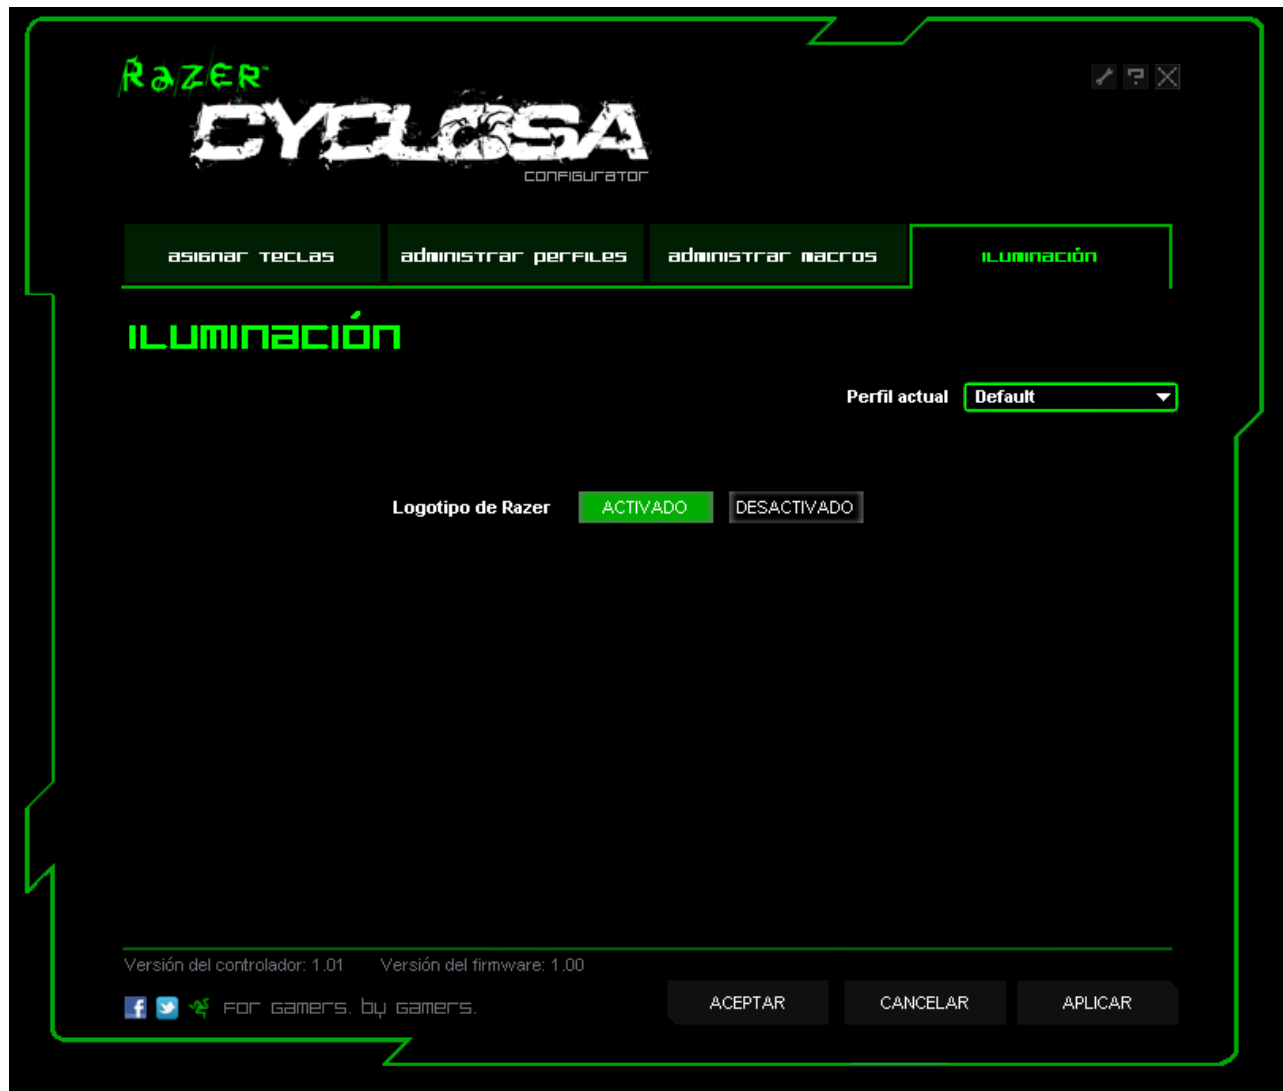 RAZER™
CYCLOSA
CONFIGURATOR
asignar teclas administrar perfiles administrar macros iluminación
iluminación
Perfil actual Default
Logotipo de Razer ACTIVADO DESACTIVADO
Versión del controlador: 1.01 Versión del firmware: 1.00
For gamers. by gamers.
ACEPTAR CANCELAR APLICAR